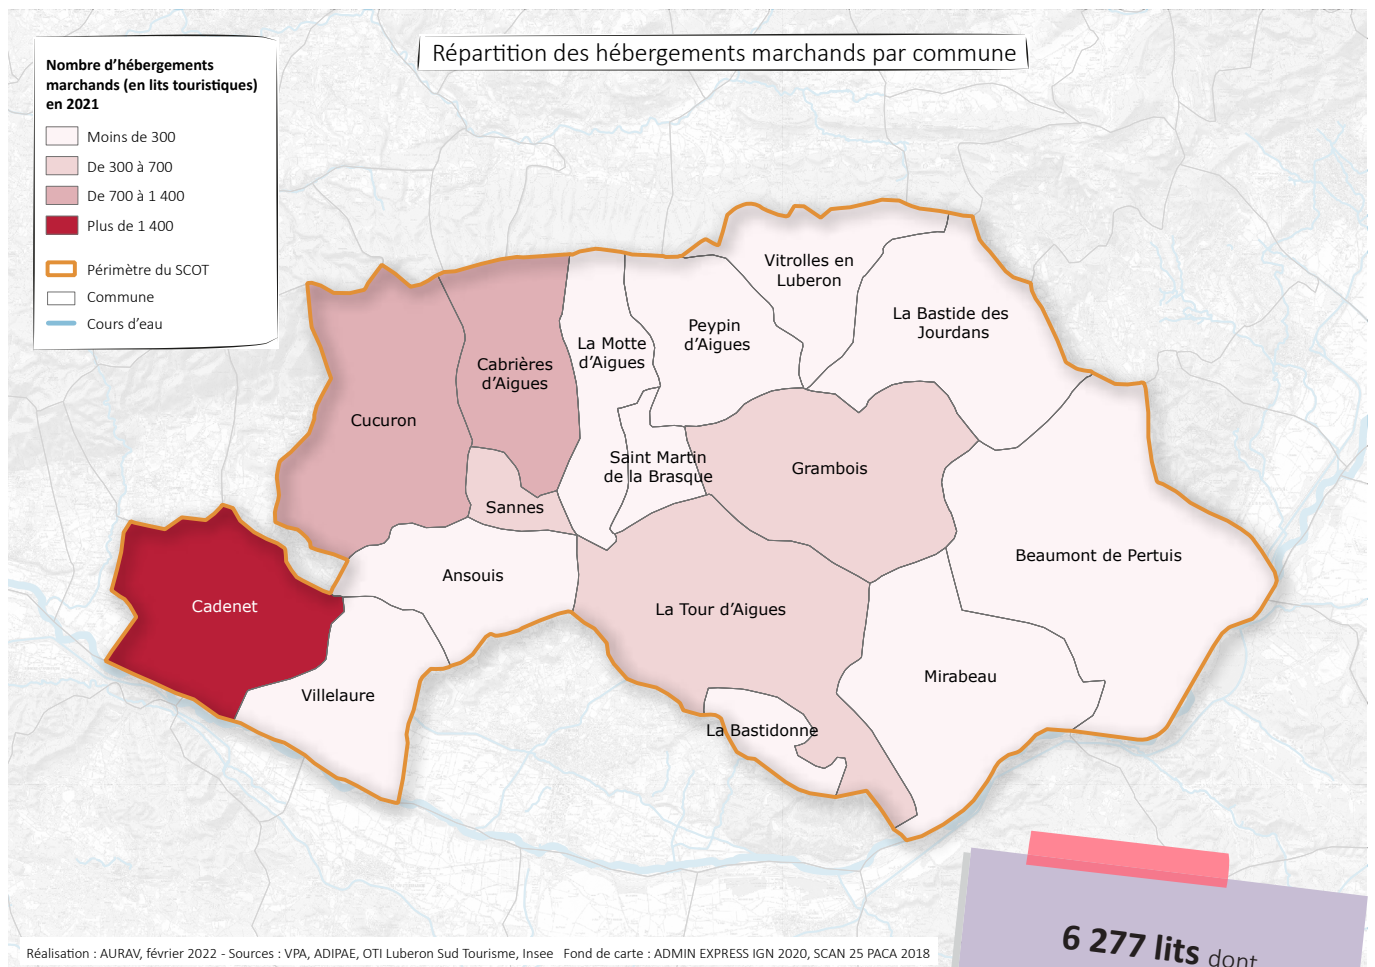 Répartition des hébergements marchands par commune
Nombre d’hébergements
marchands (en lits touristiques)
en 2021
Moins de 300
De 300 à 700
De 700 à 1 400
Plus de 1 400
Périmètre du SCOT
Commune
Cours d’eau
Vitrolles en
Luberon
La Bastide des
Jourdans
Peypin
d’Aigues
La Motte
d’Aigues
Cabrières
d’Aigues
Cucuron
Saint Martin
de la Brasque
Grambois
Sannes
Beaumont de Pertuis
Ansouis
Cadenet
La Tour d’Aigues
Mirabeau
Villelaure
La Bastidonne
6 277 lits dont
Réalisation : AURAV, février 2022 - Sources : VPA, ADIPAE, OTI Luberon Sud Tourisme, Insee Fond de carte : ADMIN EXPRESS IGN 2020, SCAN 25 PACA 2018